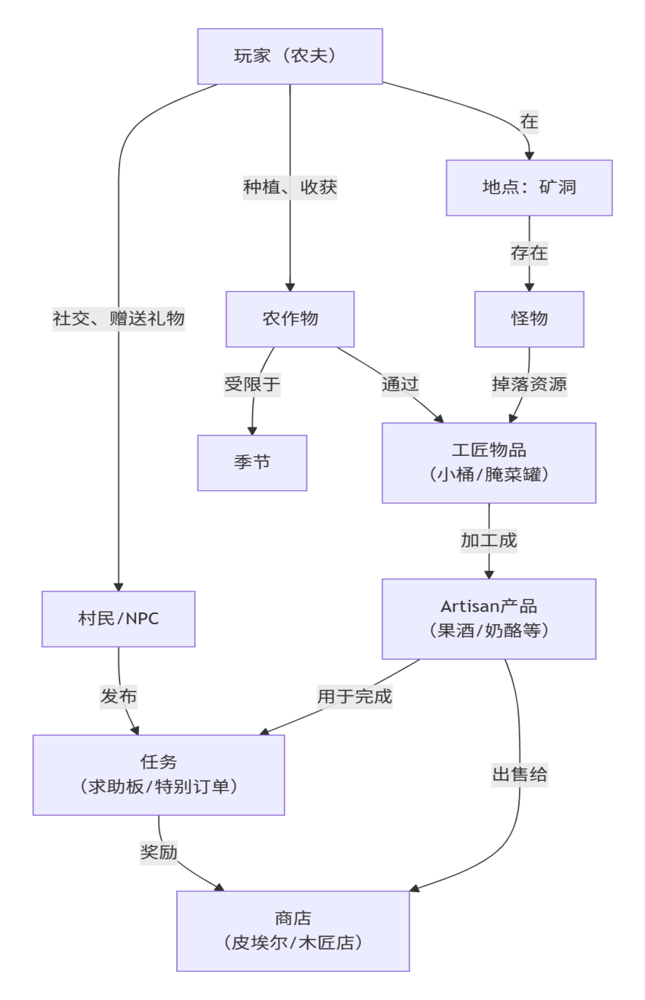 玩家（农夫）
在
种植、收获
地点：矿洞
存在
社交、赠送礼物
农作物
怪物
受限于
通过
掉落资源
季节
工匠物品
（小桶/腌菜罐）
加工成
村民/NPC
Artisan产品
（果酒/奶酪等）
发布
用于完成
任务
（求助板/特别订单）
出售给
奖励
商店
（皮埃尔/木匠店）